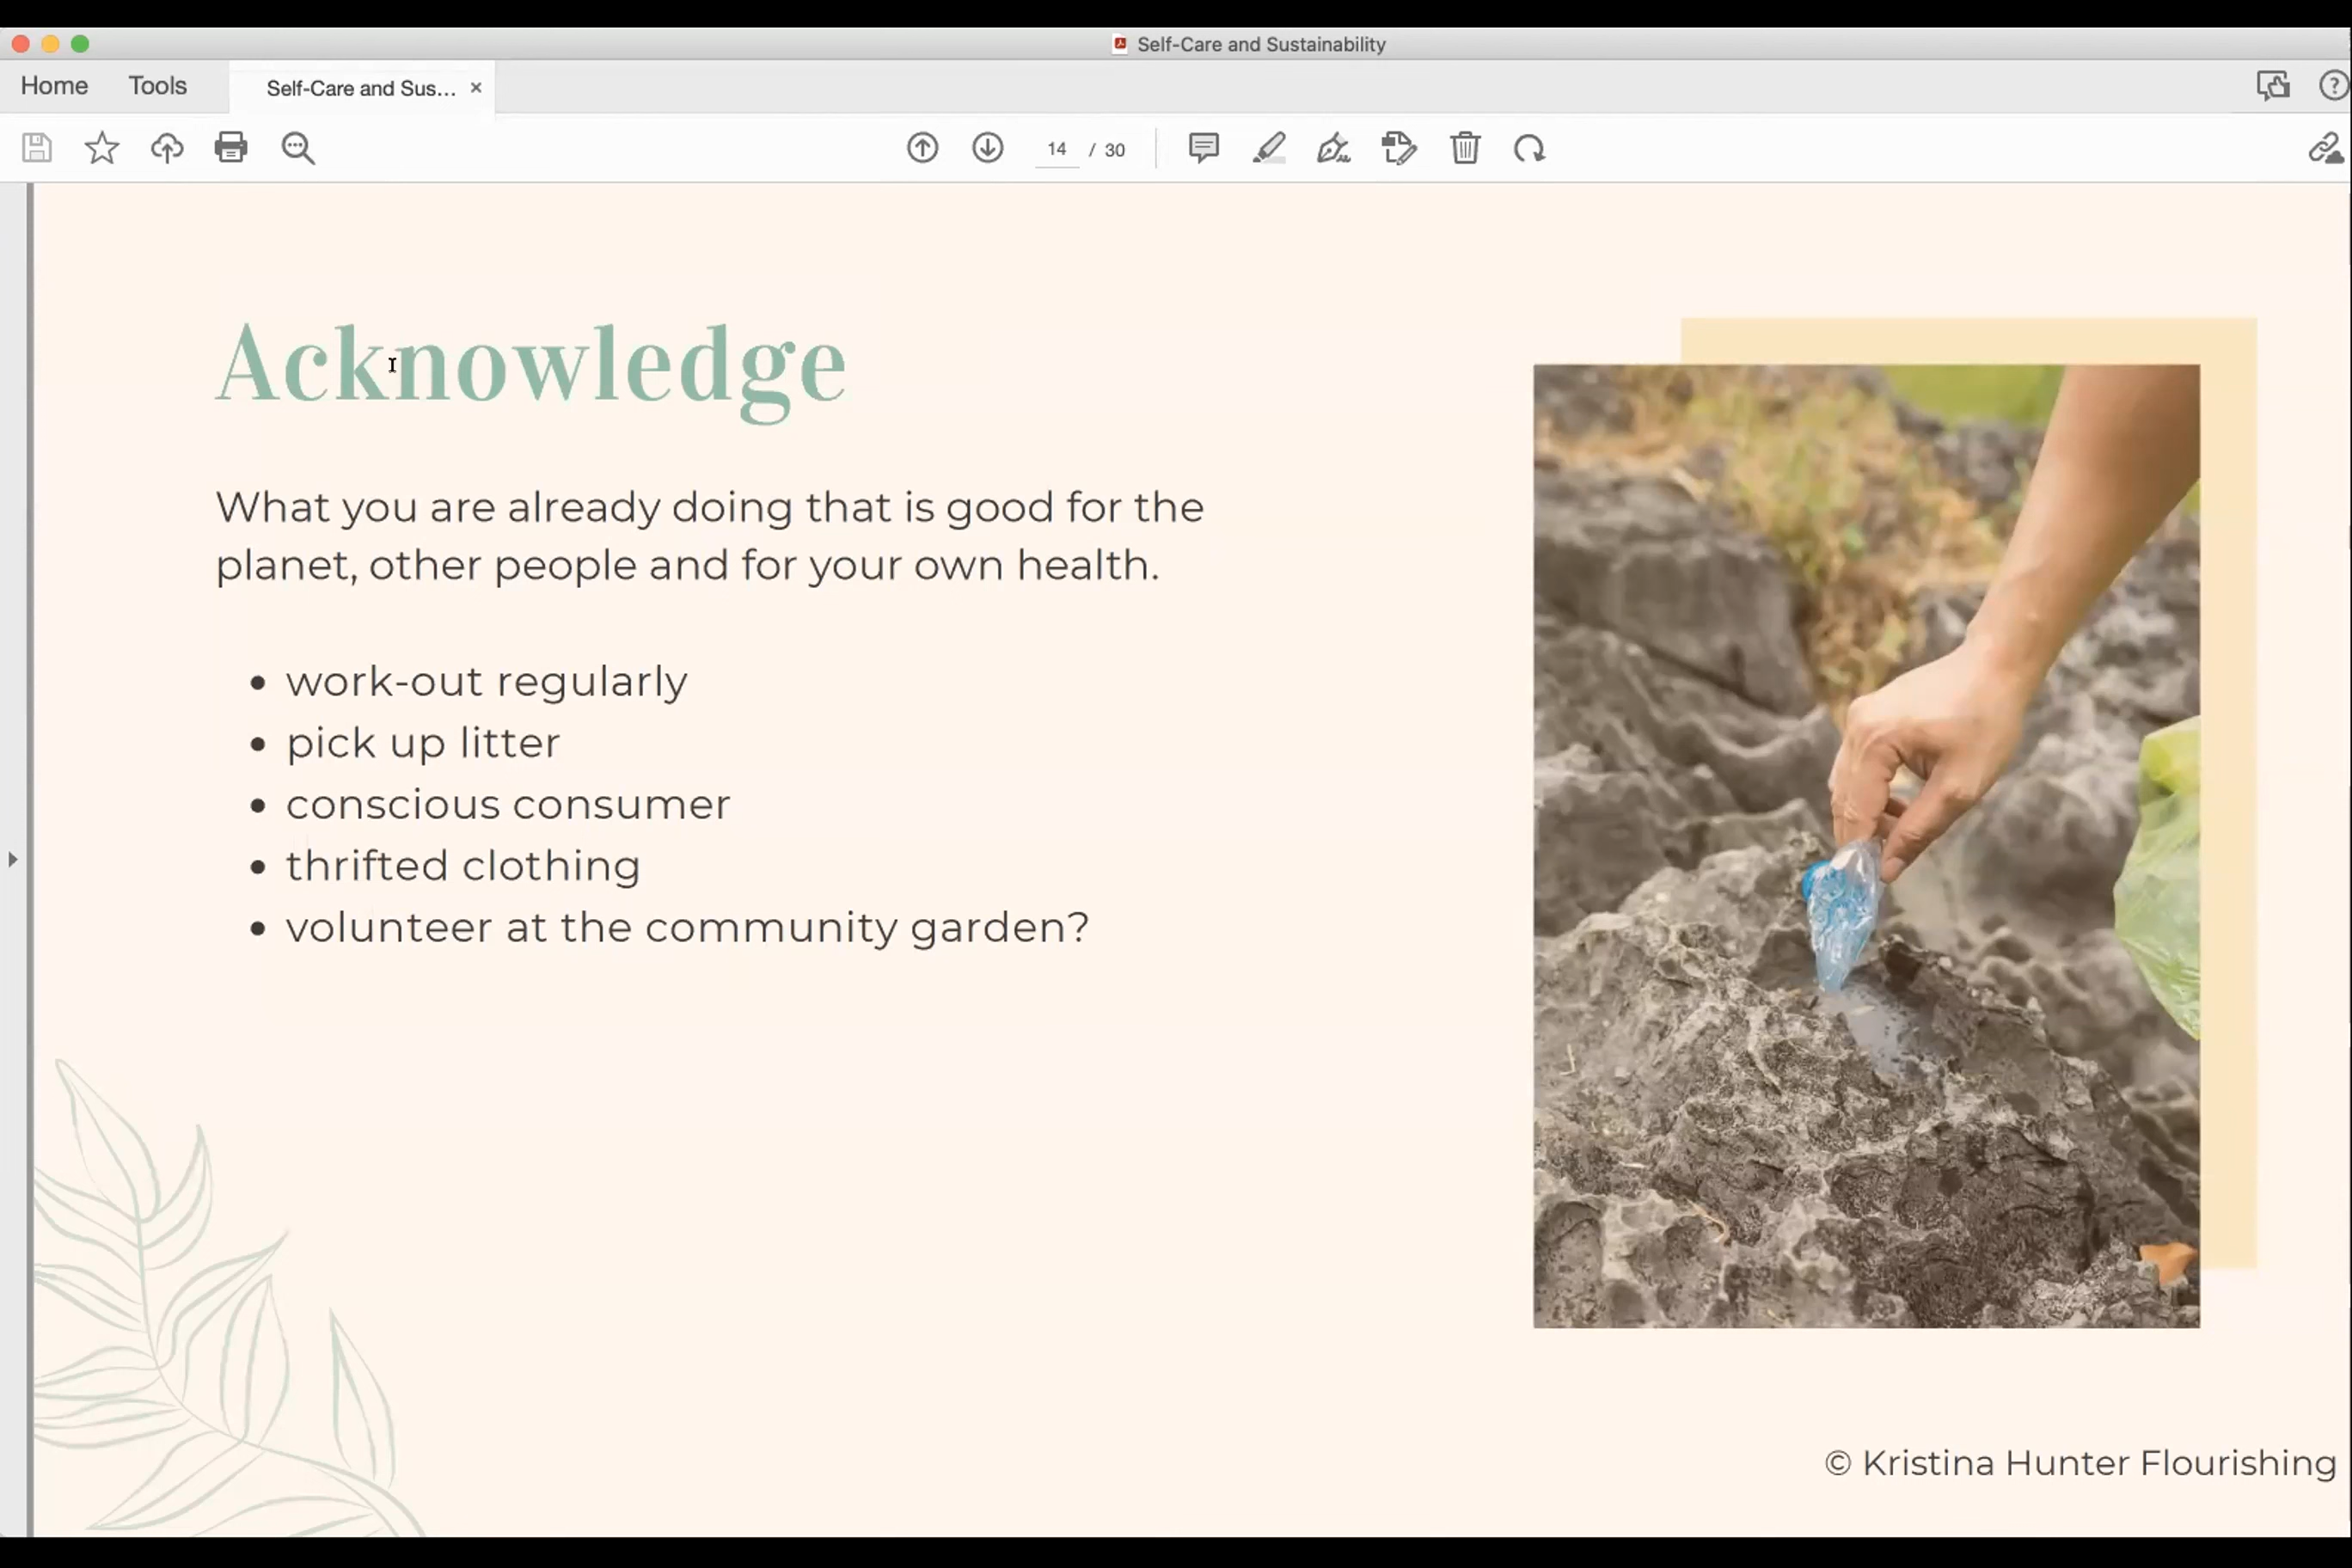 Self-Care and Sustainability
Home Tools Self-Care and Sus...
14 / 30
Acknowledge
What you are already doing that is good for the
planet, other people and for your own health.
• work-out regularly
• pick up litter
• conscious consumer
• thrifted clothing
• volunteer at the community garden?
© Kristina Hunter Flourishing